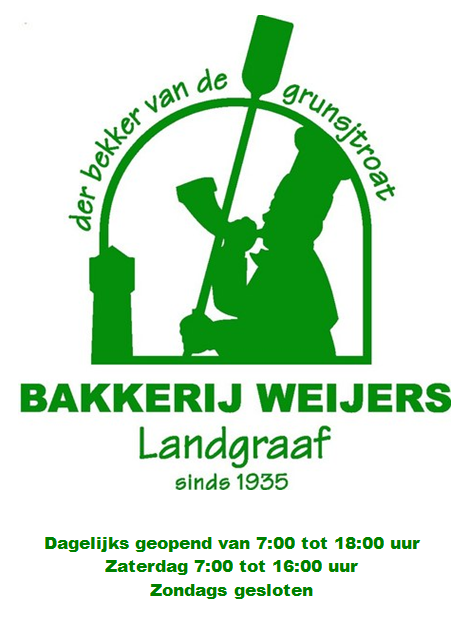 der bekker van de grunsjtroat
BAKKERIJ WEIJERS
Landgraaf
sinds 1935
Dagelijks geopend van 7:00 tot 18:00 uur
Zaterdag 7:00 tot 16:00 uur
Zondags gesloten